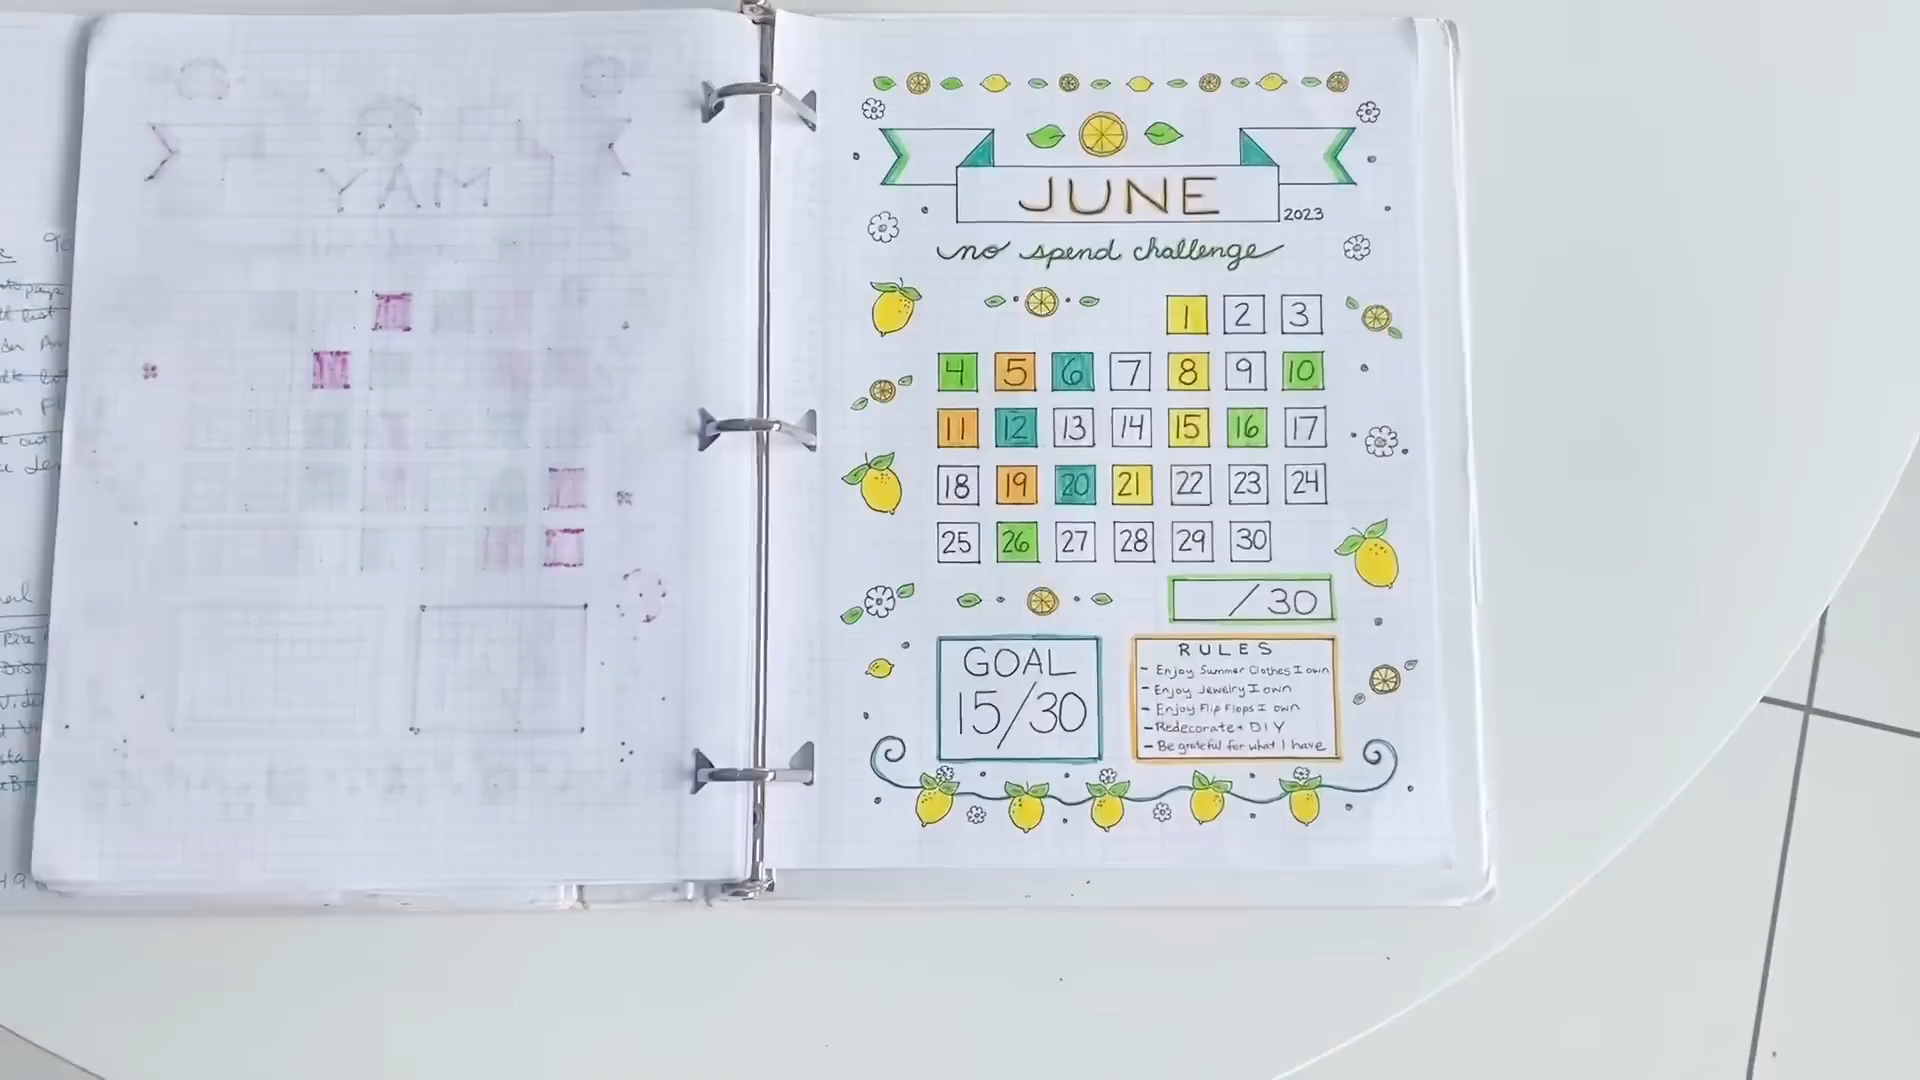 JUNE
2023
no spend challenge
1 2 3
4 5 6 7 8 9 10
11 12 13 14 15 16 17
18 19 20 21 22 23 24
25 26 27 28 29 30
/30
GOAL
15/30
RULES
- Enjoy Summer Clothes I own
- Enjoy Jewelry I own
- Enjoy Flip Flops I own
- Redecorate + DIY
- Be grateful for what I have